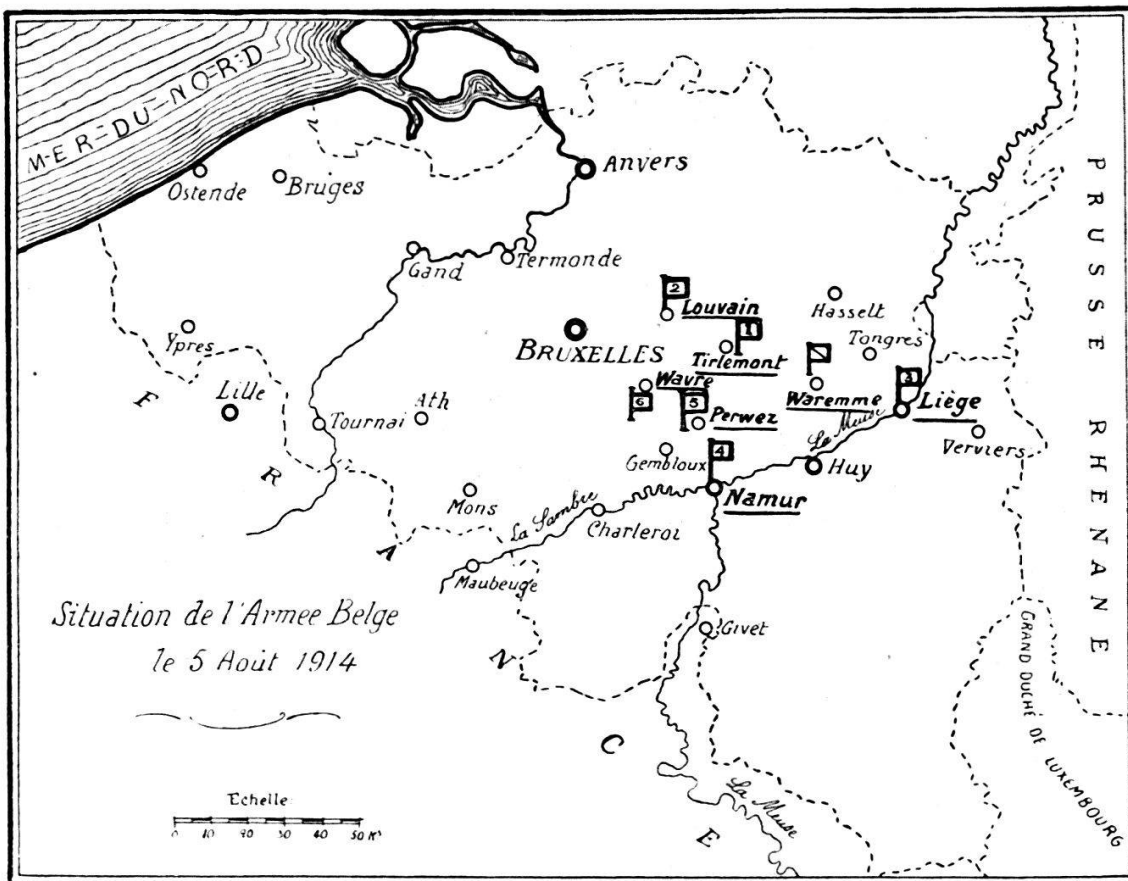 MER-DU-NORD
Ostende
Bruges
Anvers
Gand
Termonde
2
Louvain
Hasselt
Ypres
BRUXELLES
1
Tirlemont
Tongres
PRUSSE RHENANE
Lille
Ath
Tournai
Wavre
6
5
Perwez
Waremme
3
Liège
La Meuse
Verviers
Gembloux
4
Huy
Mons
La Sambre
Namur
Charleroi
Maubeuge
FRANCE
Situation de l'Armee Belge
le 5 Août 1914
Givet
GRAND DUCHÉ DE LUXEMBOURG
La Meuse
Echelle
0 10 20 30 40 50 Ks